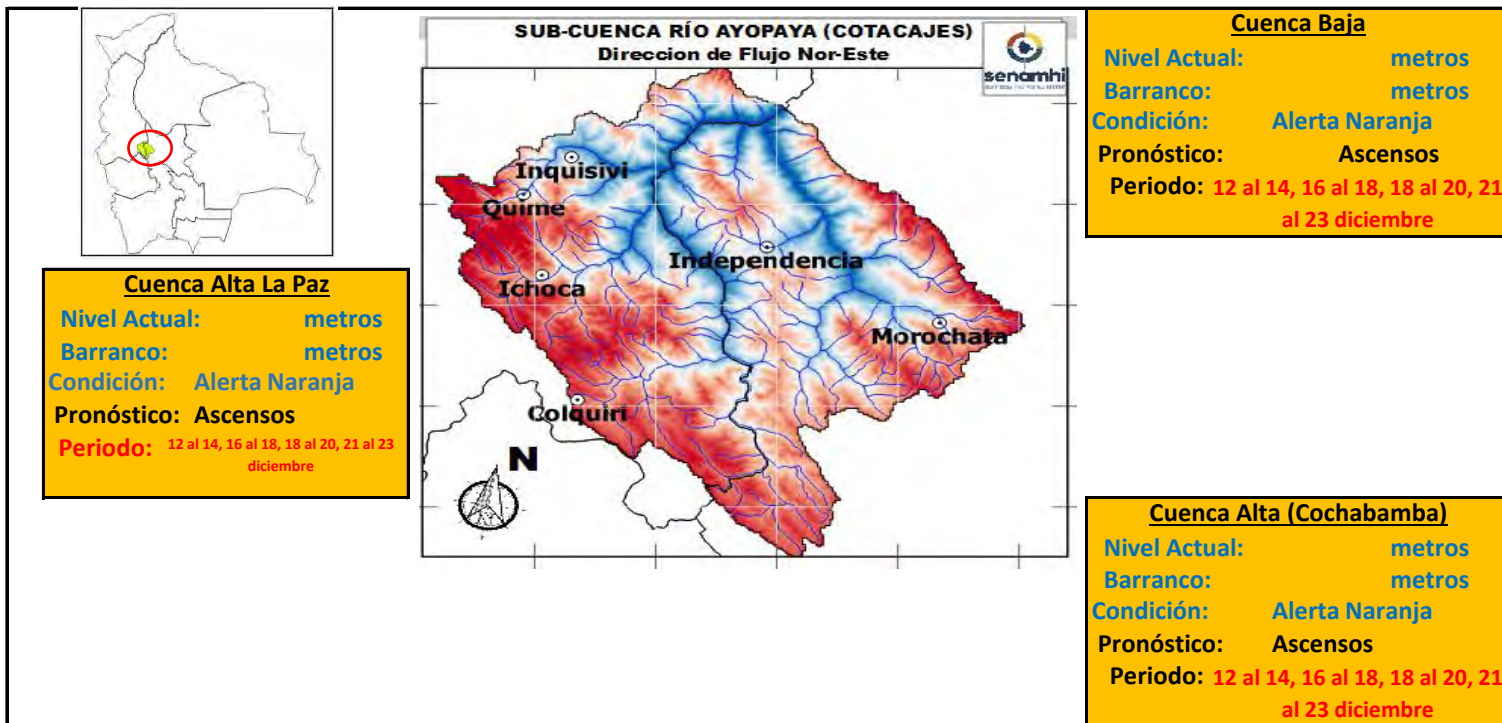 SUB-CUENCA RÍO AYOPAYA (COTACAJES)
Direccion de Flujo Nor-Este
senamhi
Inquisivi
Quime
Independencia
Ichoca
Morochata
Colquiri
N
Cuenca Baja
Nivel Actual: metros
Barranco: metros
Condición: Alerta Naranja
Pronóstico: Ascensos
Periodo: 12 al 14, 16 al 18, 18 al 20, 21
al 23 diciembre
Cuenca Alta La Paz
Nivel Actual: metros
Barranco: metros
Condición: Alerta Naranja
Pronóstico: Ascensos
Periodo: 12 al 14, 16 al 18, 18 al 20, 21 al 23
diciembre
Cuenca Alta (Cochabamba)
Nivel Actual: metros
Barranco: metros
Condición: Alerta Naranja
Pronóstico: Ascensos
Periodo: 12 al 14, 16 al 18, 18 al 20, 21
al 23 diciembre